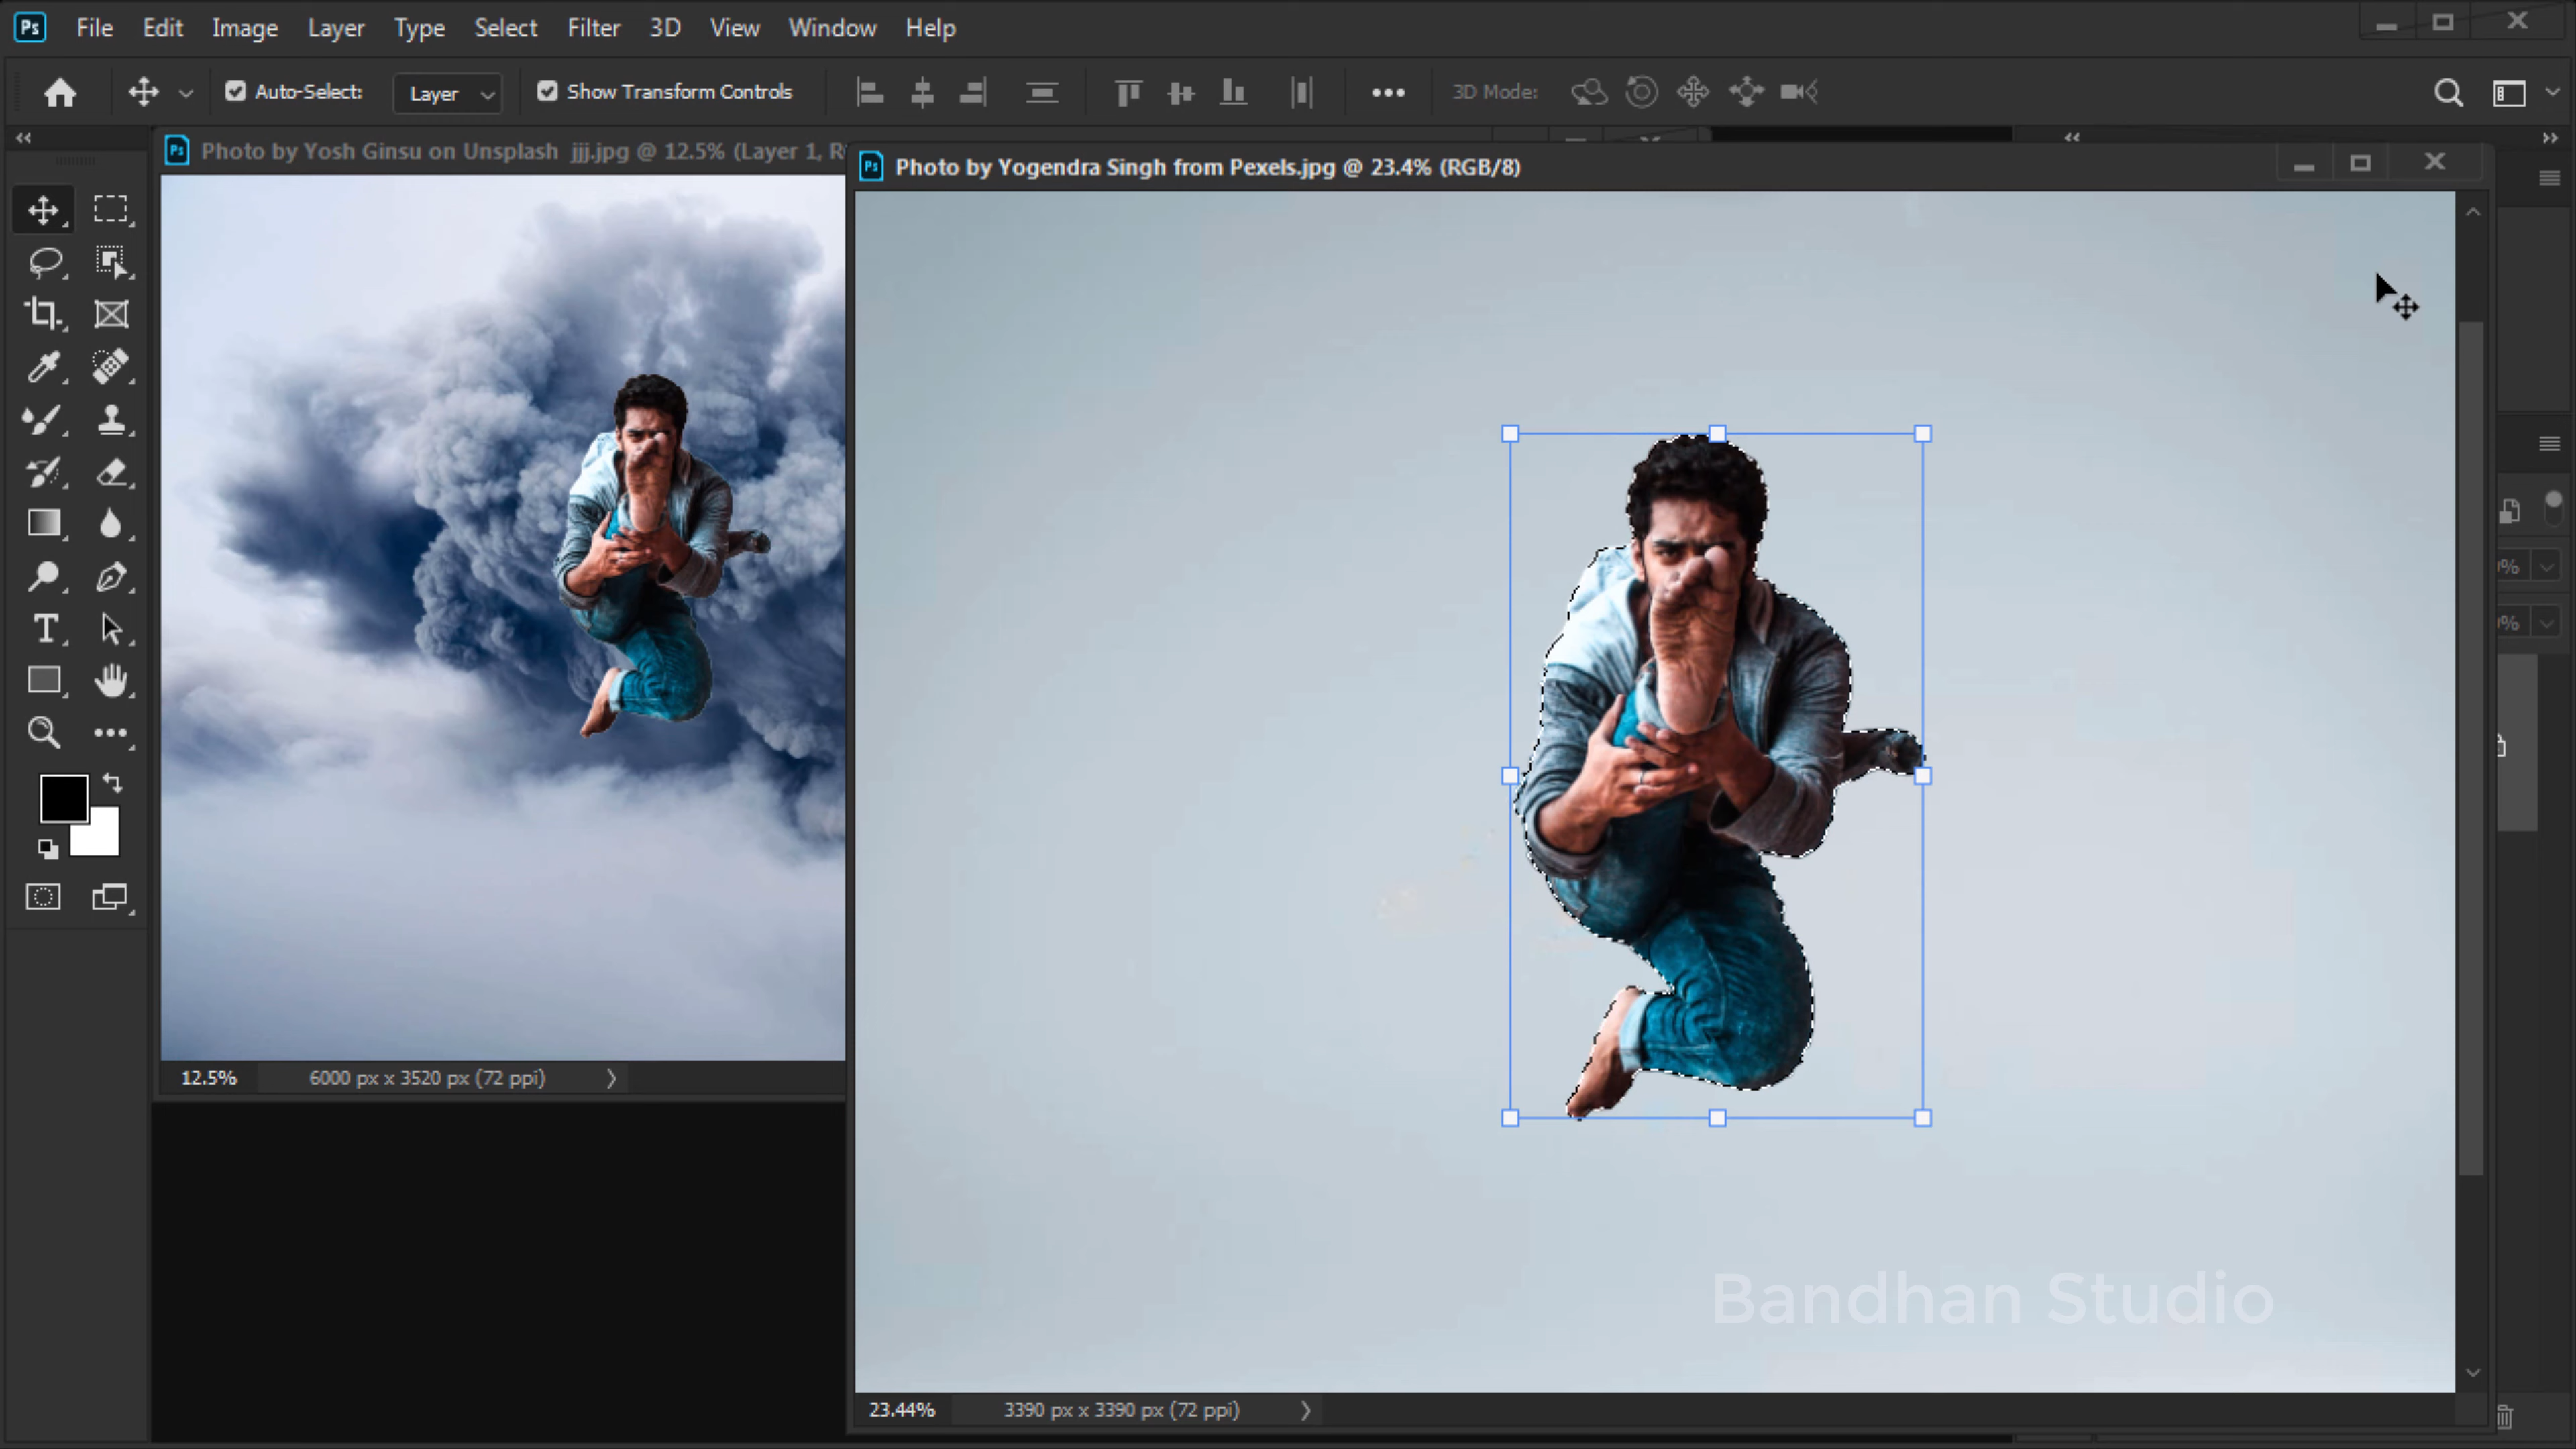 Ps File Edit Image Layer Type Select Filter 3D View Window Help
Auto-Select: Layer Show Transform Controls 3D Mode:
Ps Photo by Yosh Ginsu on Unsplash jjj.jpg @ 12.5% (Layer 1, R
Ps Photo by Yogendra Singh from Pexels.jpg @ 23.4% (RGB/8)
%
%
T
12.5% 6000 px x 3520 px (72 ppi)
Bandhan Studio
23.44% 3390 px x 3390 px (72 ppi)